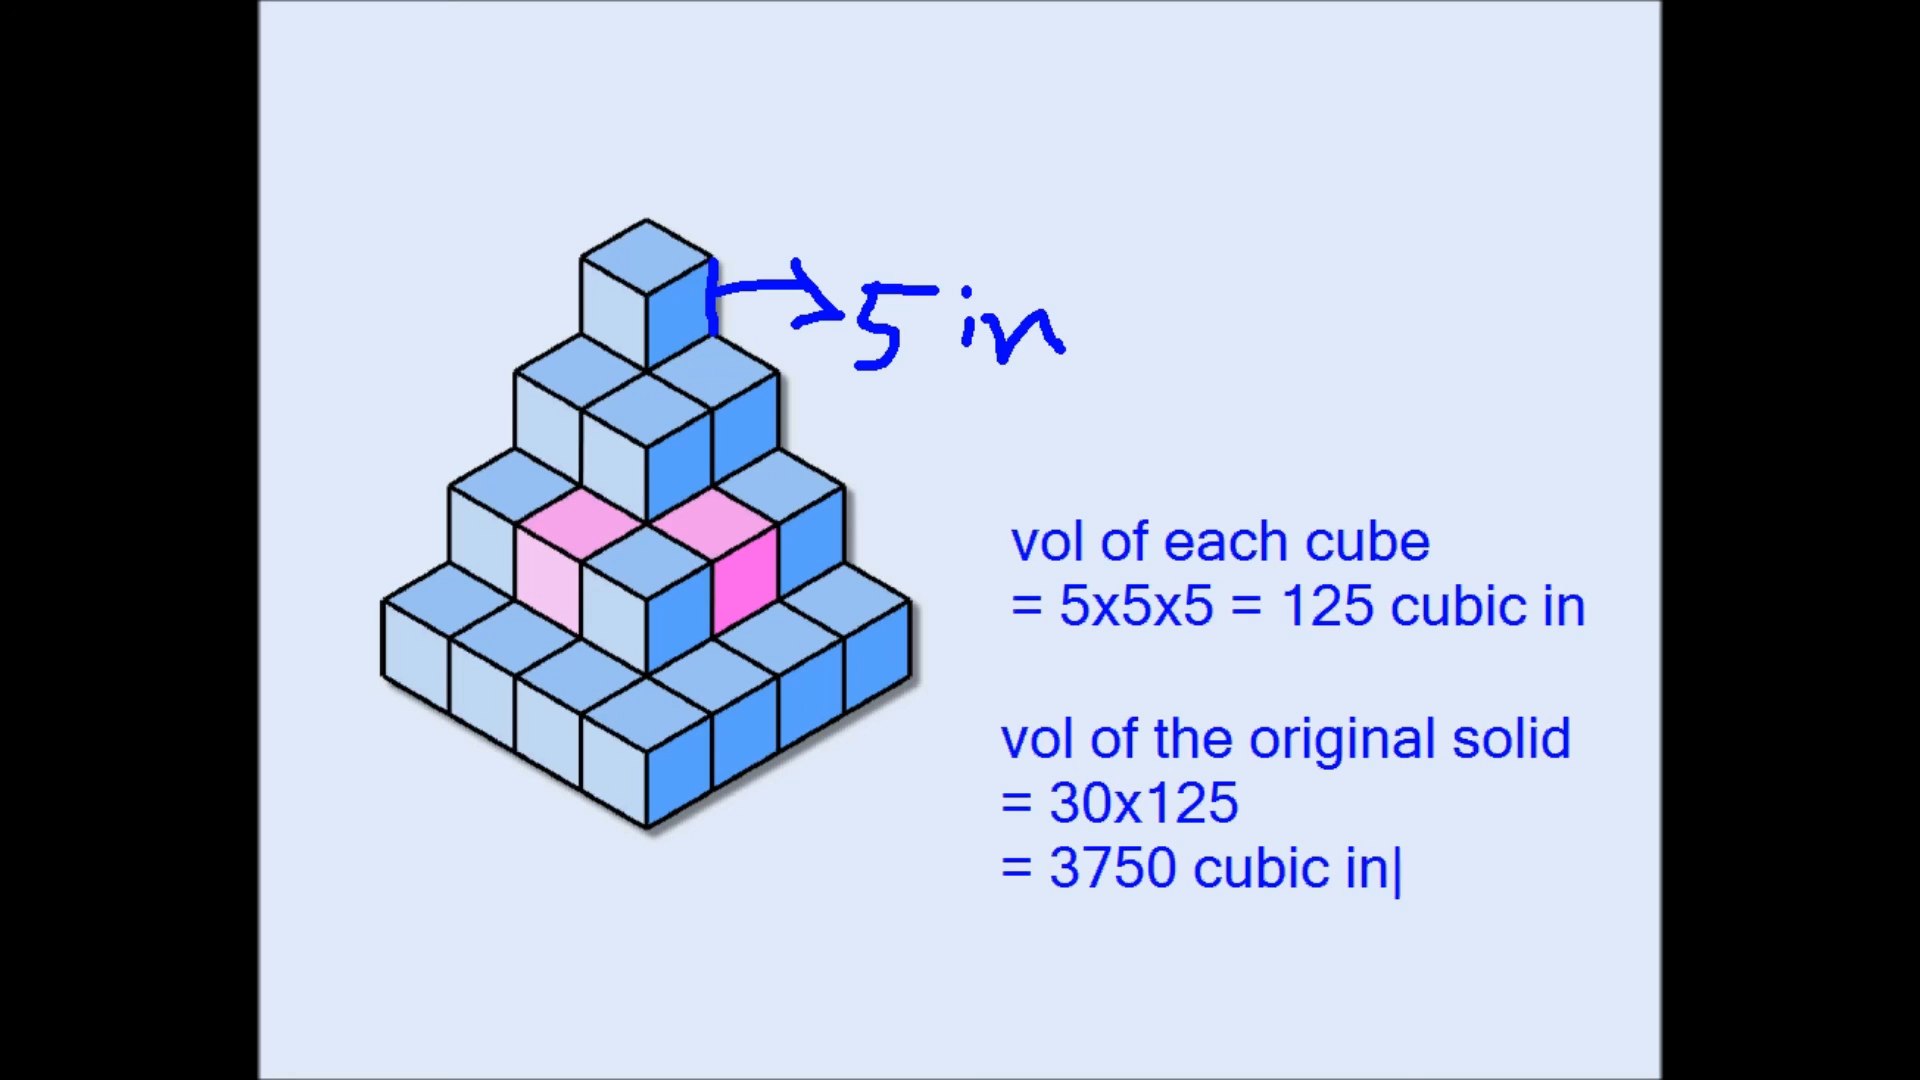 5 in
vol of each cube
= 5x5x5 = 125 cubic in
vol of the original solid
= 30x125
= 3750 cubic in